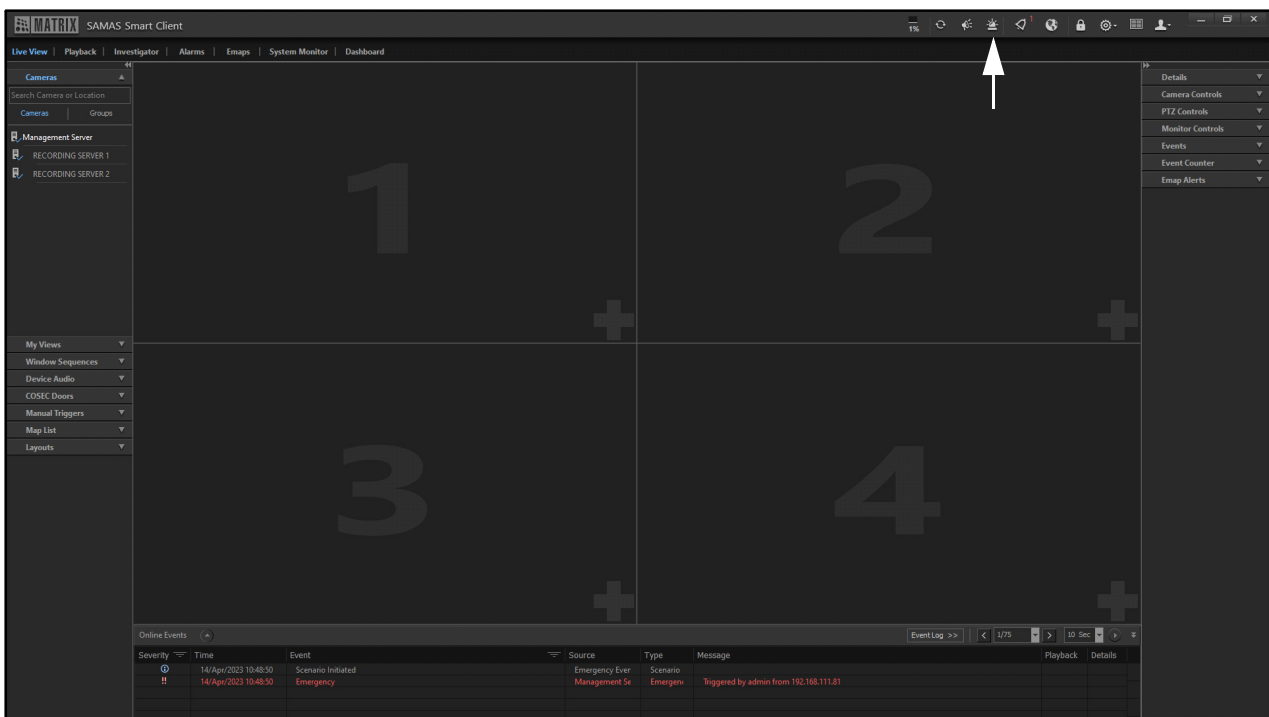 MATRIX SAMAS Smart Client
1% 1
Live View | Playback | Investigator | Alarms | Emaps | System Monitor | Dashboard
Cameras
Search Camera or Location
Cameras | Groups
Management Server
RECORDING SERVER 1
RECORDING SERVER 2
My Views
Window Sequences
Device Audio
COSEC Doors
Manual Triggers
Map List
Layouts
1
2
3
4
Details
Camera Controls
PTZ Controls
Monitor Controls
Events
Event Counter
Emap Alerts
Online Events Event Log >> < 1/75 > 10 Sec
Severity Time Event Source Type Message Playback Details
14/Apr/2023 10:48:50 Scenario Initiated Emergency Ever Scenario
!! 14/Apr/2023 10:48:50 Emergency Management Se Emergen Triggered by admin from 192.168.111.81